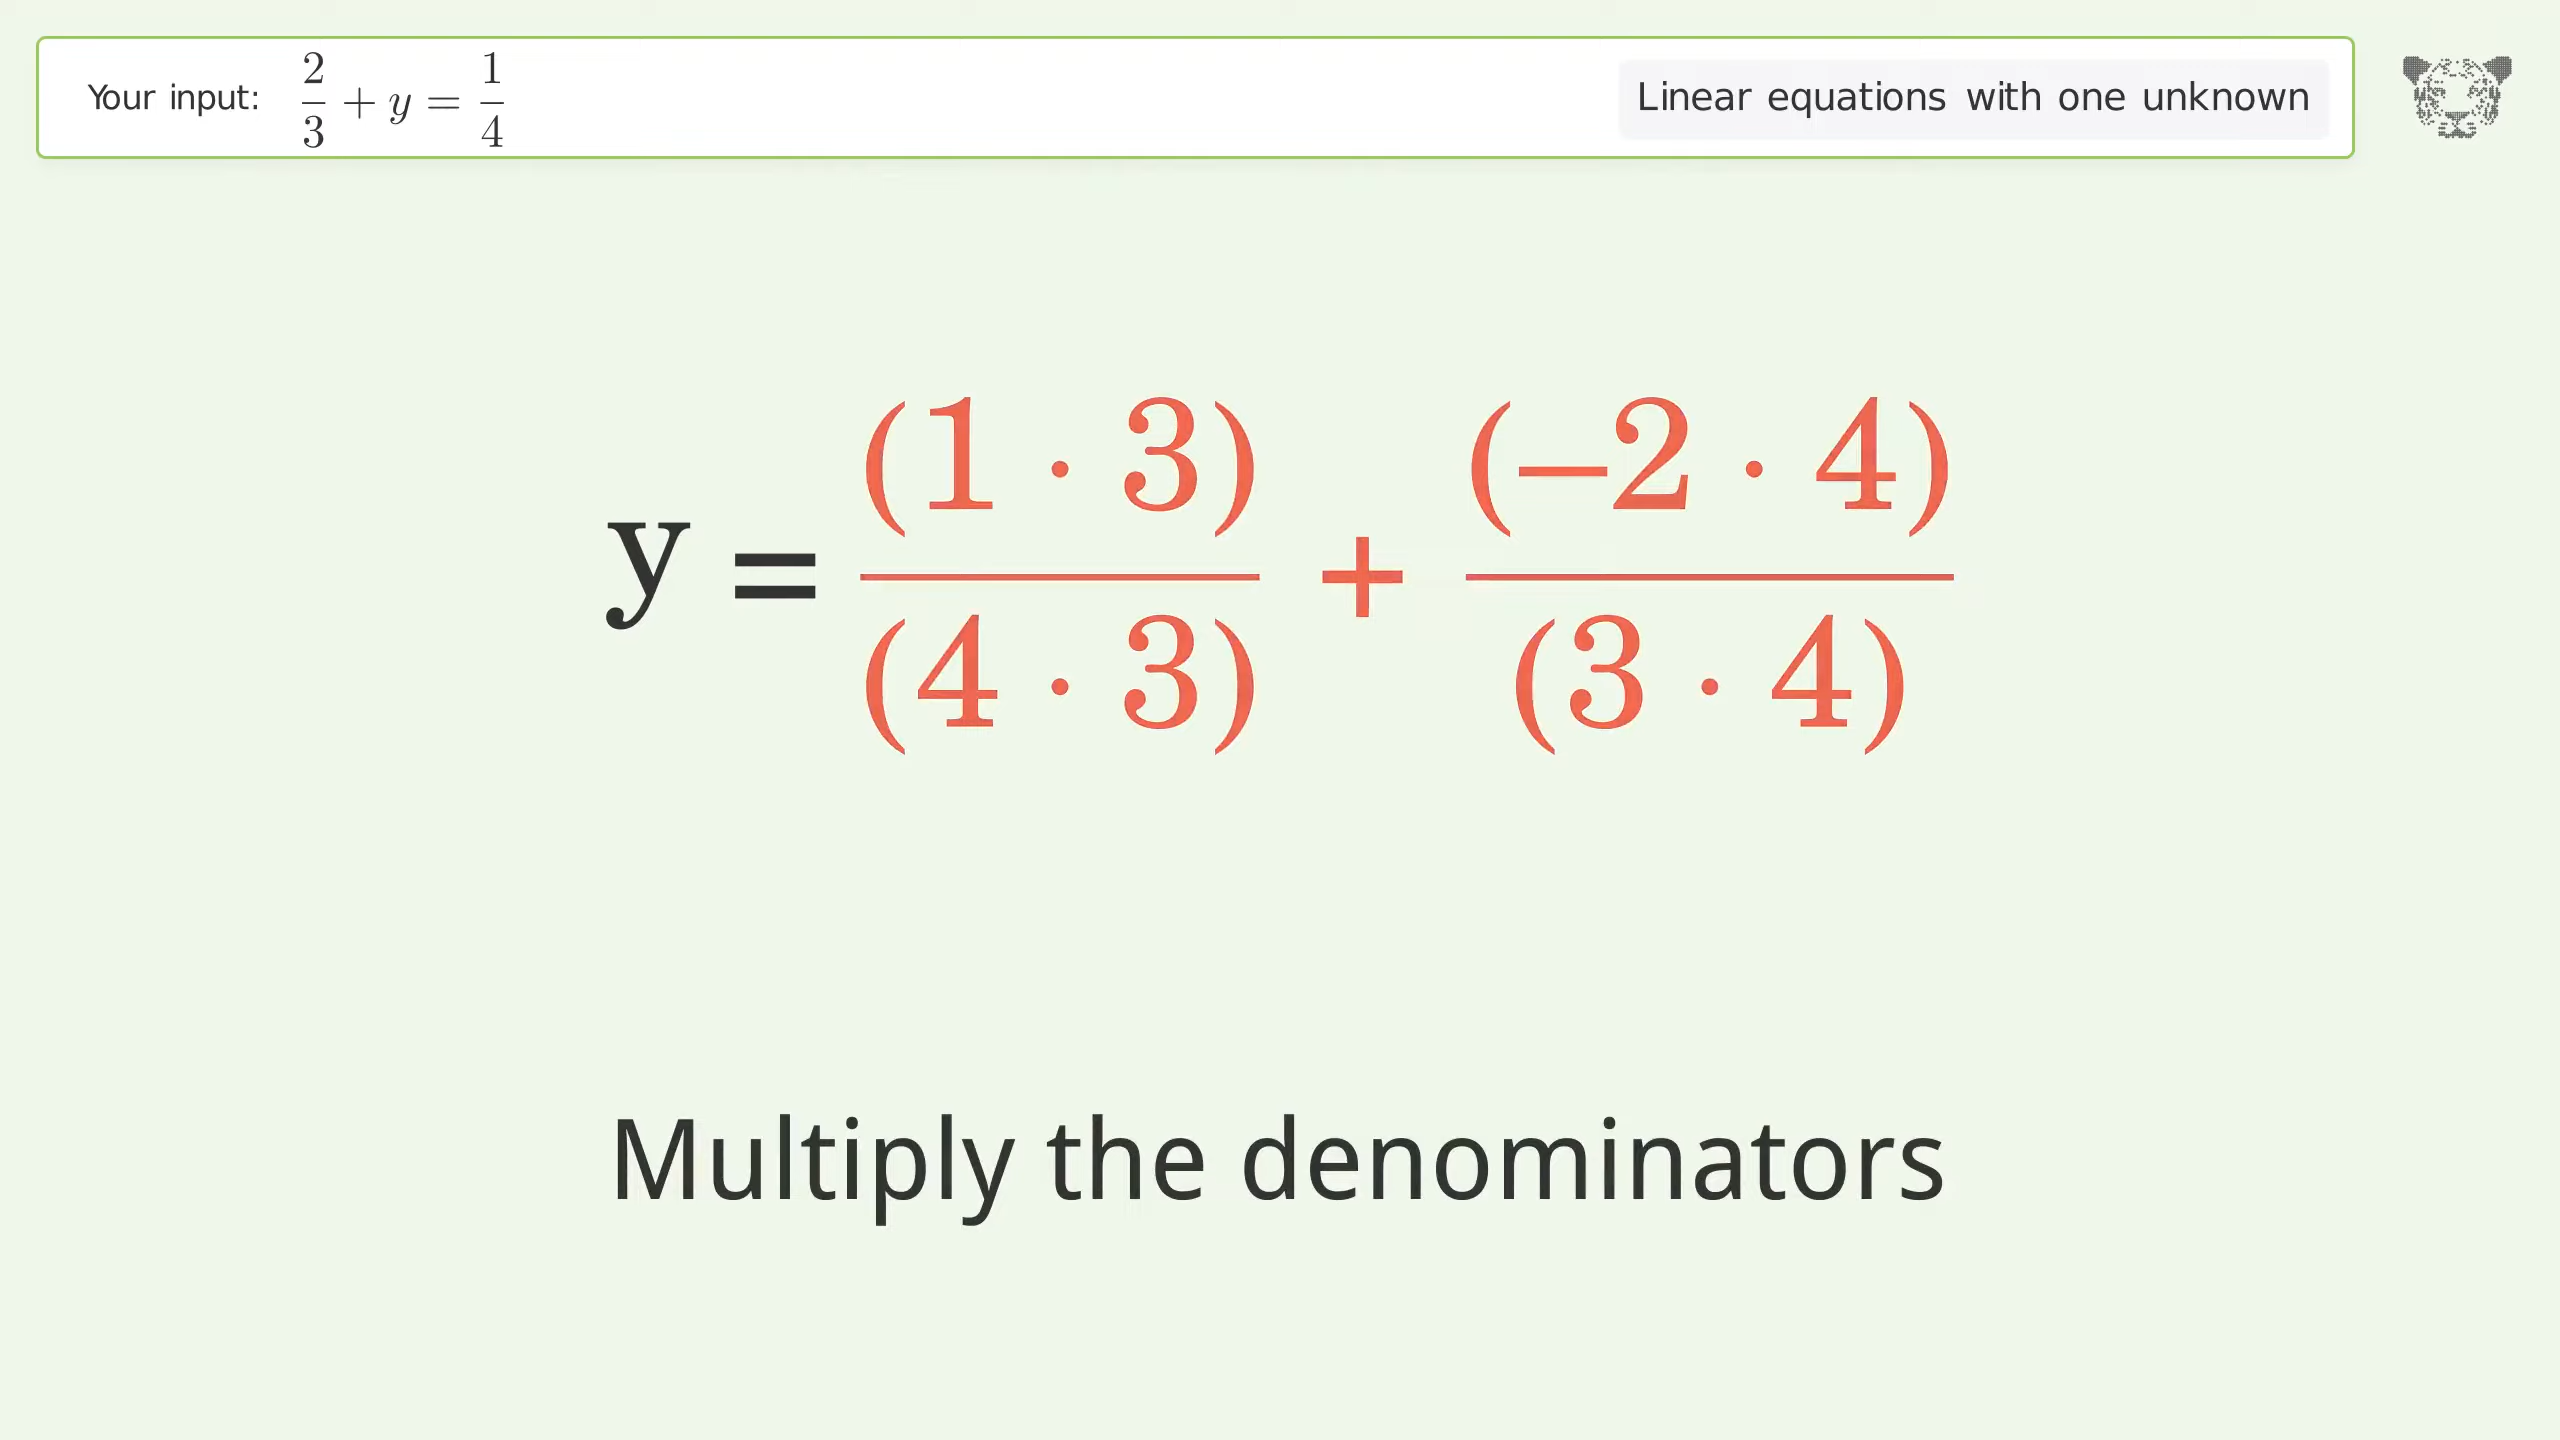 Your input: 2/3 + y = 1/4
Linear equations with one unknown
y = (1 · 3)/(4 · 3) + (−2 · 4)/(3 · 4)
Multiply the denominators